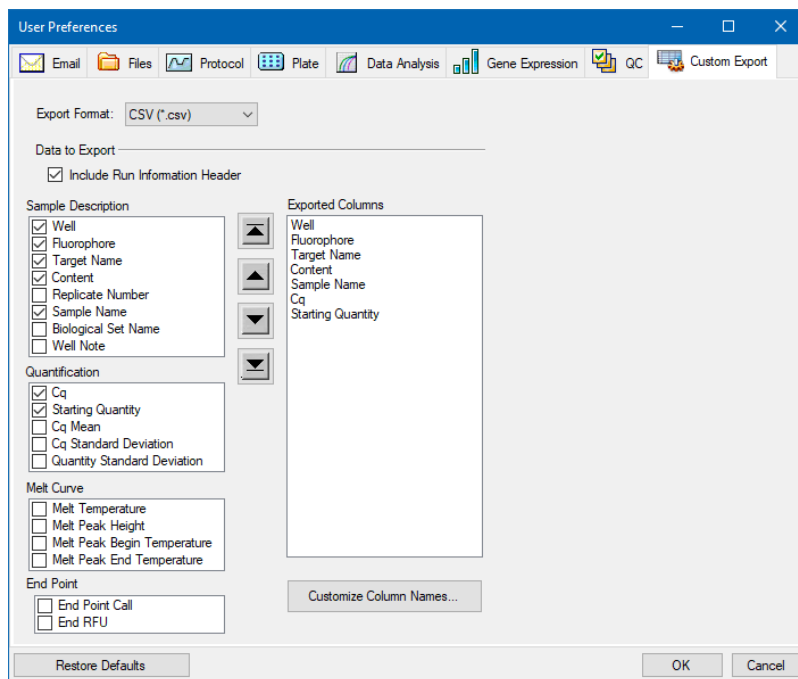 User Preferences
Email Files Protocol Plate Data Analysis Gene Expression QC Custom Export
Export Format: CSV (*.csv)
Data to Export
Include Run Information Header
Sample Description
Well
Fluorophore
Target Name
Content
Replicate Number
Sample Name
Biological Set Name
Well Note
Quantification
Cq
Starting Quantity
Cq Mean
Cq Standard Deviation
Quantity Standard Deviation
Melt Curve
Melt Temperature
Melt Peak Height
Melt Peak Begin Temperature
Melt Peak End Temperature
End Point
End Point Call
End RFU
Exported Columns
Well
Fluorophore
Target Name
Content
Sample Name
Cq
Starting Quantity
Customize Column Names...
Restore Defaults OK Cancel